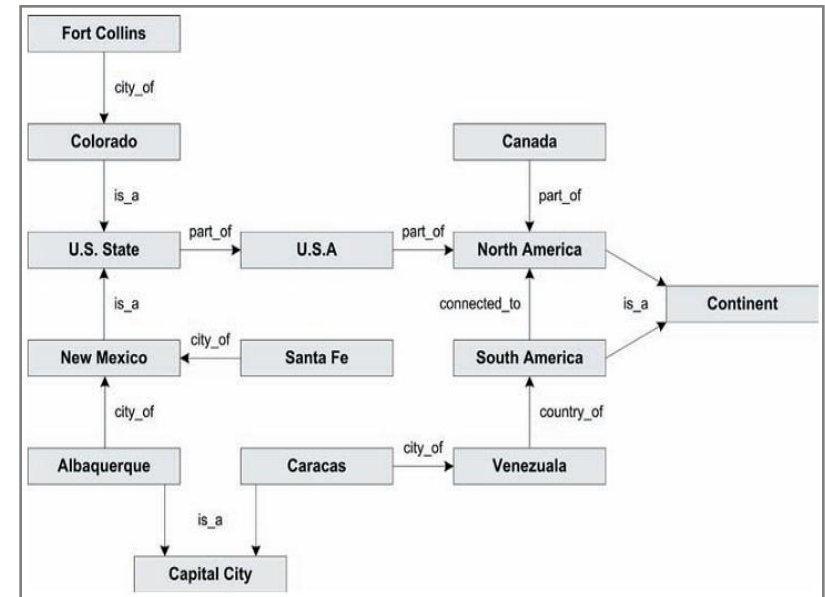 Fort Collins
city_of
Colorado
Canada
is_a
part_of
U.S. State
part_of
U.S.A
part_of
North America
is_a
connected_to
is_a
Continent
New Mexico
city_of
Santa Fe
South America
city_of
country_of
Albaquerque
Caracas
city_of
Venezuala
is_a
Capital City